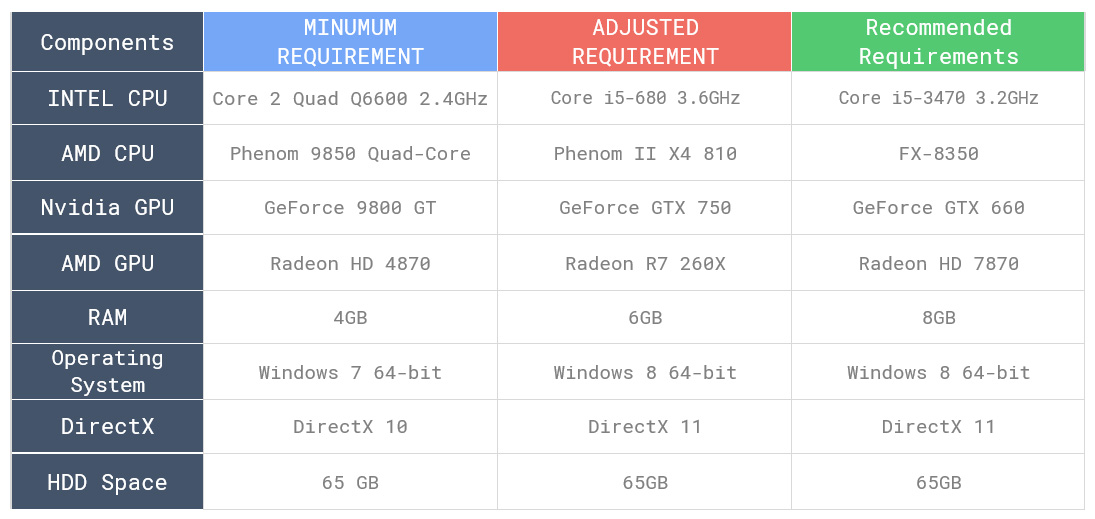 Components
MINUMUM
REQUIREMENT
ADJUSTED
REQUIREMENT
Recommended
Requirements
INTEL CPU
Core 2 Quad Q6600 2.4GHz
Core i5-680 3.6GHz
Core i5-3470 3.2GHz
AMD CPU
Phenom 9850 Quad-Core
Phenom II X4 810
FX-8350
Nvidia GPU
GeForce 9800 GT
GeForce GTX 750
GeForce GTX 660
AMD GPU
Radeon HD 4870
Radeon R7 260X
Radeon HD 7870
RAM
4GB
6GB
8GB
Operating
System
Windows 7 64-bit
Windows 8 64-bit
Windows 8 64-bit
DirectX
DirectX 10
DirectX 11
DirectX 11
HDD Space
65 GB
65GB
65GB